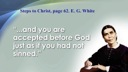 Steps to Christ, page 62, E. G. White
"...and you are
accepted before God
just as if you had not
sinned."